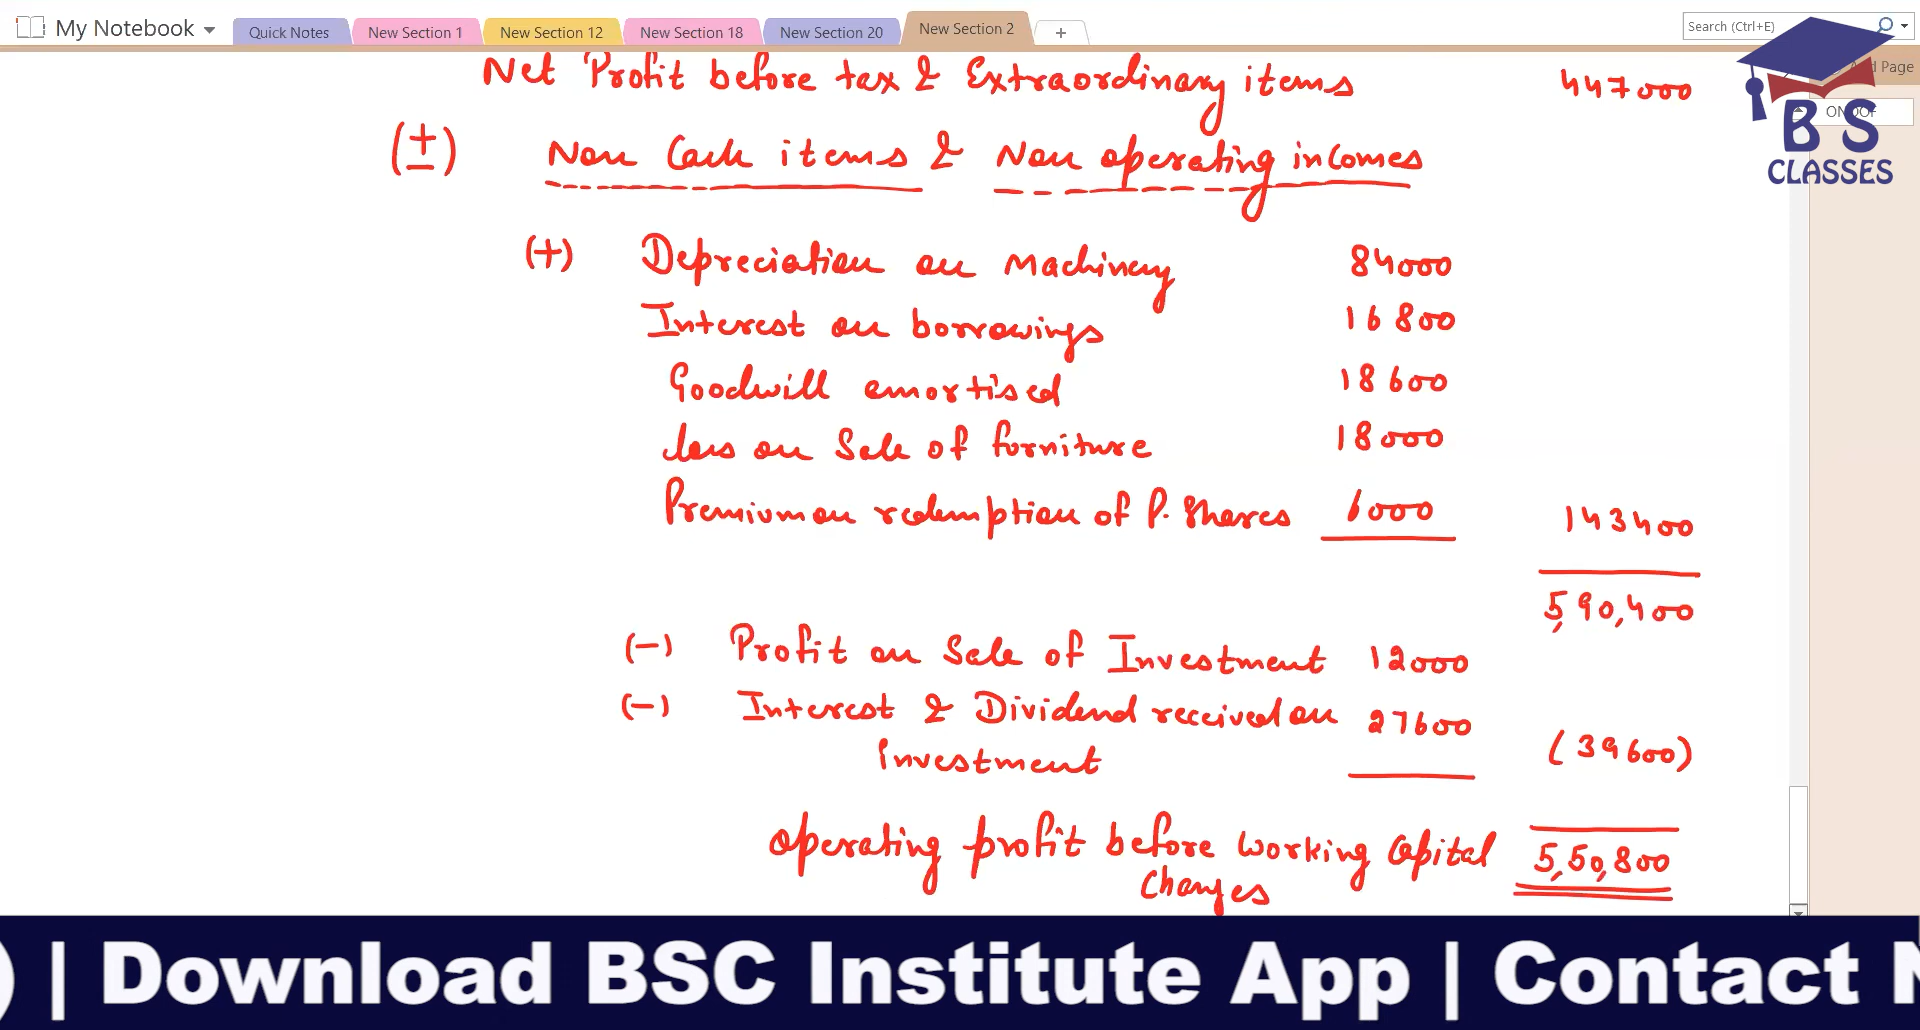 My Notebook Quick Notes New Section 1 New Section 12 New Section 18 New Section 20 New Section 2 + Search (Ctrl+E)
Page
Net Profit before tax & Extraordinary items 447000
BS
CLASSES
(±) Non Cash items & Non operating incomes
(+) Depreciation on Machinery 84000
Interest on borrowings 16800
Goodwill amortised 18600
loss on Sale of forniture 18000
Premium on redemption of P. Shares 6000 143400
5,90,400
(-) Profit on Sale of Investment 12000
(-) Interest & Dividend received on 27600
Investment (39600)
Operating profit before working Capital 5,50,800
Changes
) | Download BSC Institute App | Contact N